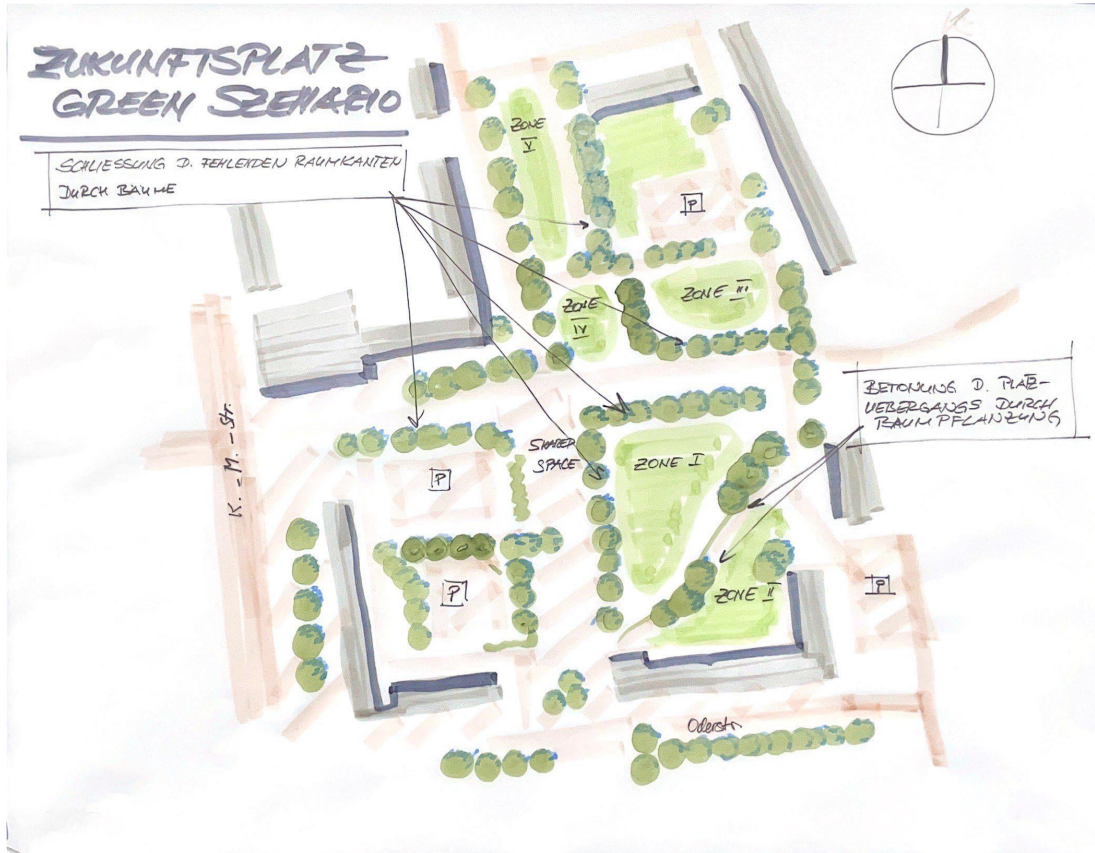 ZUKUNFTSPLATZ
GREEN SZENARIO
SCHLIESSUNG D. FEHLENDEN RAUMKANTEN
DURCH BÄUME
ZONE
V
P
ZONE III
ZONE
IV
BETONUNG D. PLATZ-
UEBERGANGS DURCH
BAUMPFLANZUNG
K.-M.-Str.
SHARED
SPACE
ZONE I
P
P
ZONE II
P
Oderstr.